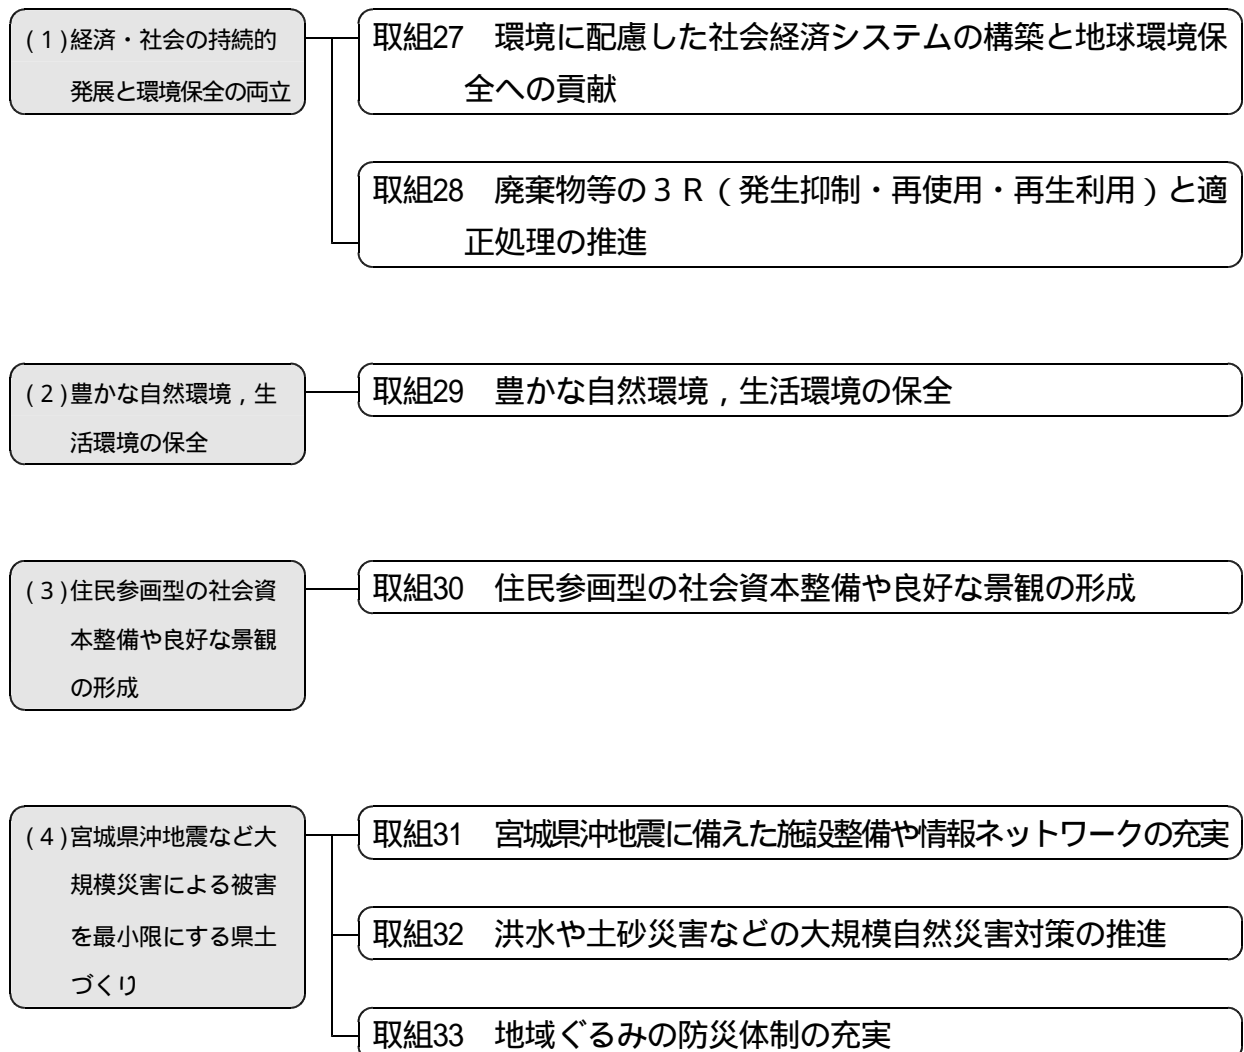 (１)経済・社会の持続的
発展と環境保全の両立
取組27　環境に配慮した社会経済システムの構築と地球環境保
全への貢献
取組28　廃棄物等の３Ｒ（発生抑制・再使用・再生利用）と適
正処理の推進
(２)豊かな自然環境，生
活環境の保全
取組29　豊かな自然環境，生活環境の保全
(３)住民参画型の社会資
本整備や良好な景観
の形成
取組30　住民参画型の社会資本整備や良好な景観の形成
(４)宮城県沖地震など大
規模災害による被害
を最小限にする県土
づくり
取組31　宮城県沖地震に備えた施設整備や情報ネットワークの充実
取組32　洪水や土砂災害などの大規模自然災害対策の推進
取組33　地域ぐるみの防災体制の充実